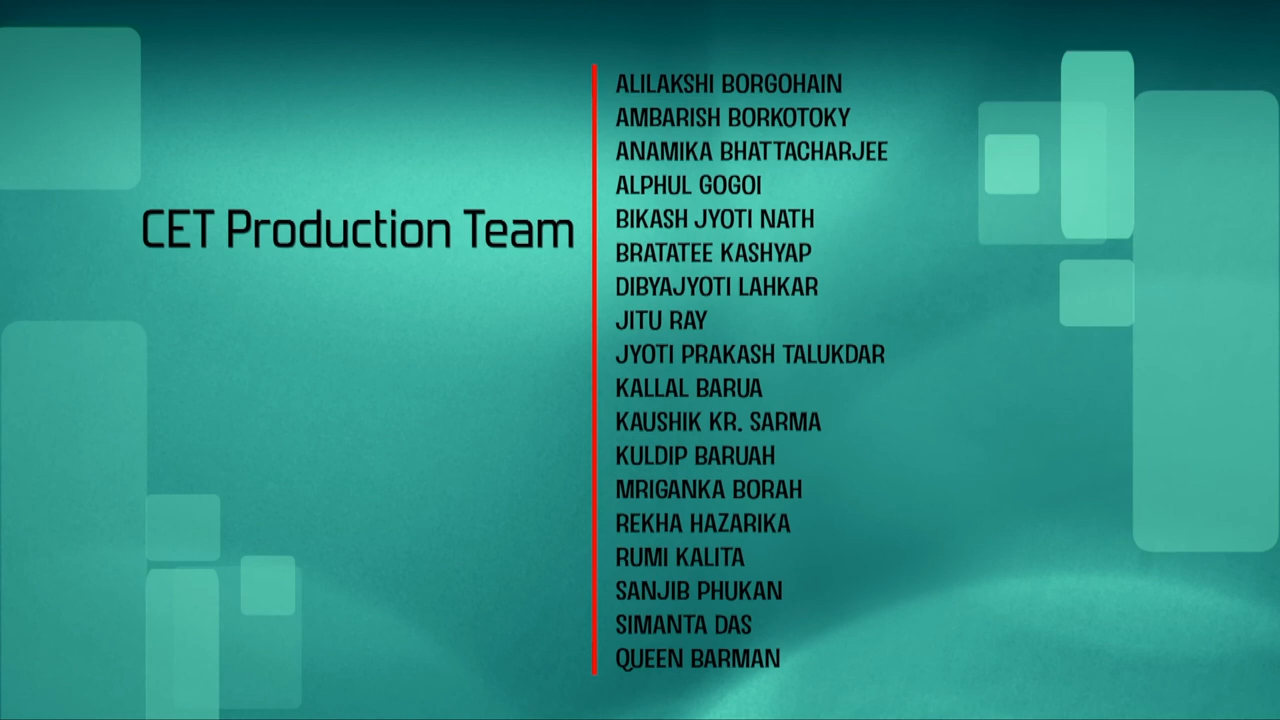 CET Production Team
ALILAKSHI BORGOHAIN
AMBARISH BORKOTOKY
ANAMIKA BHATTACHARJEE
ALPHUL GOGOI
BIKASH JYOTI NATH
BRATATEE KASHYAP
DIBYAJYOTI LAHKAR
JITU RAY
JYOTI PRAKASH TALUKDAR
KALLAL BARUA
KAUSHIK KR. SARMA
KULDIP BARUAH
MRIGANKA BORAH
REKHA HAZARIKA
RUMI KALITA
SANJIB PHUKAN
SIMANTA DAS
QUEEN BARMAN